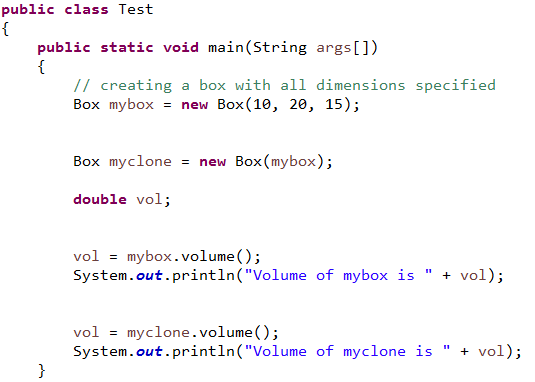 public class Test
{
public static void main(String args[])
{
// creating a box with all dimensions specified
Box mybox = new Box(10, 20, 15);
Box myclone = new Box(mybox);
double vol;
vol = mybox.volume();
System.out.println("Volume of mybox is " + vol);
vol = myclone.volume();
System.out.println("Volume of myclone is " + vol);
}